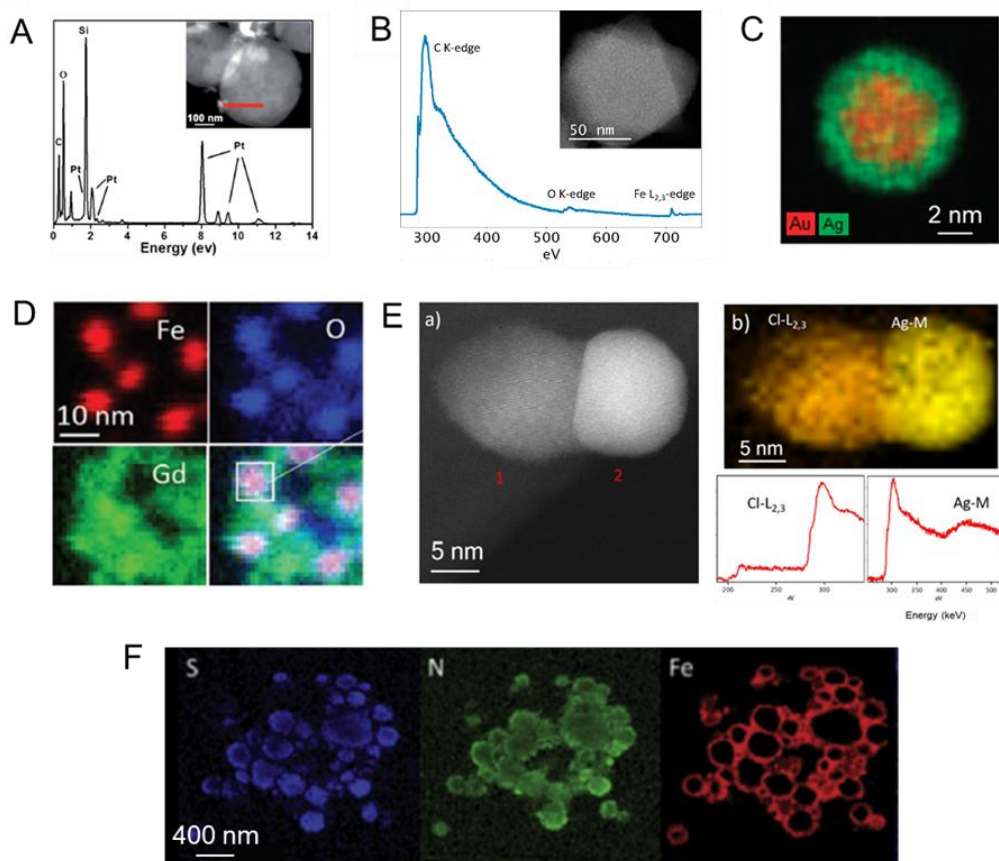 A
Si
O
C
Pt
Pt
Pt
100 nm
0 2 4 6 8 10 12 14
Energy (ev)
B
C K-edge
50 nm
O K-edge
Fe L2,3-edge
300 400 500 600 700
eV
C
Au Ag
2 nm
D
Fe
O
10 nm
Gd
E
a)
1
2
5 nm
b)
Cl-L2,3
Ag-M
5 nm
Cl-L2,3
200 300
eV
Ag-M
300 350 400 450 500
eV
Energy (keV)
F
S
N
Fe
400 nm